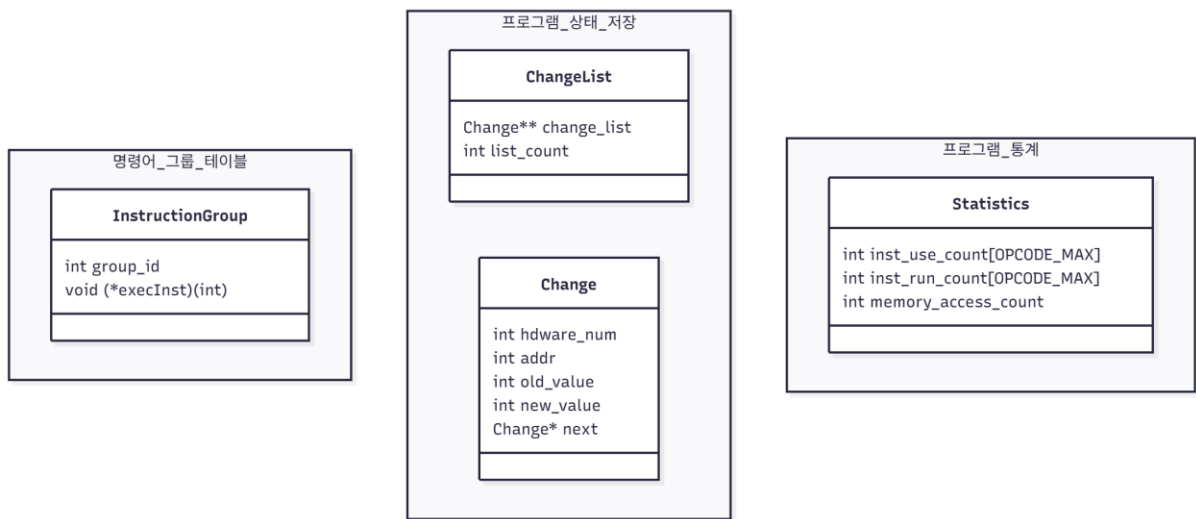 명령어_그룹_테이블
InstructionGroup
int group_id
void (*execInst)(int)
프로그램_상태_저장
ChangeList
Change** change_list
int list_count
Change
int hdware_num
int addr
int old_value
int new_value
Change* next
프로그램_통계
Statistics
int inst_use_count[OPCODE_MAX]
int inst_run_count[OPCODE_MAX]
int memory_access_count